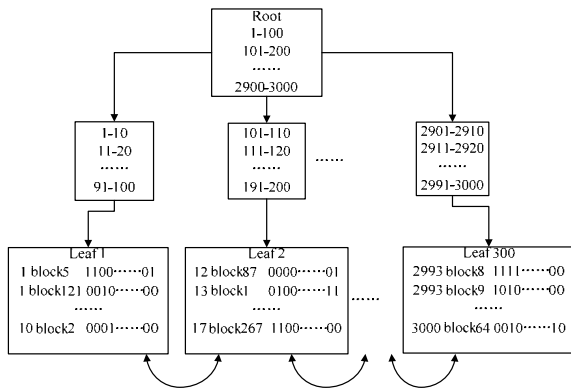 Root
1-100
101-200
......
2900-3000
1-10
11-20
......
91-100
101-110
111-120
......
191-200
......
2901-2910
2911-2920
......
2991-3000
Leaf 1
1 block5 1100······01
1 block121 0010······00
......
10 block2 0001······00
Leaf 2
12 block87 0000······01
13 block1 0100······11
......
17 block267 1100······00
......
Leaf 300
2993 block8 1111······00
2993 block9 1010······00
......
3000 block64 0010······10
......